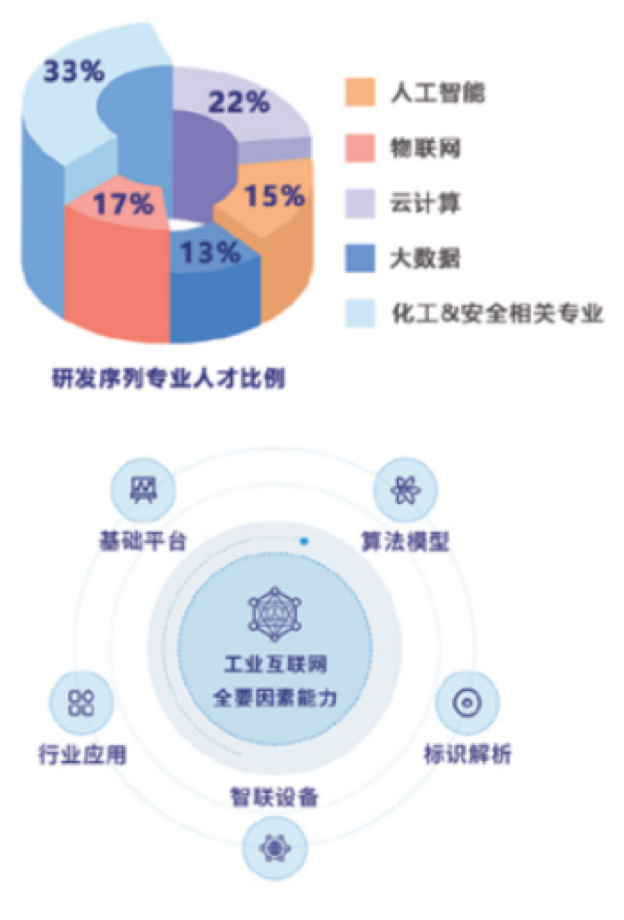 33%
22%
15%
17%
13%
人工智能
物联网
云计算
大数据
化工&安全相关专业
研发序列专业人才比例
基础平台
算法模型
工业互联网
全要因素能力
行业应用
标识解析
智联设备